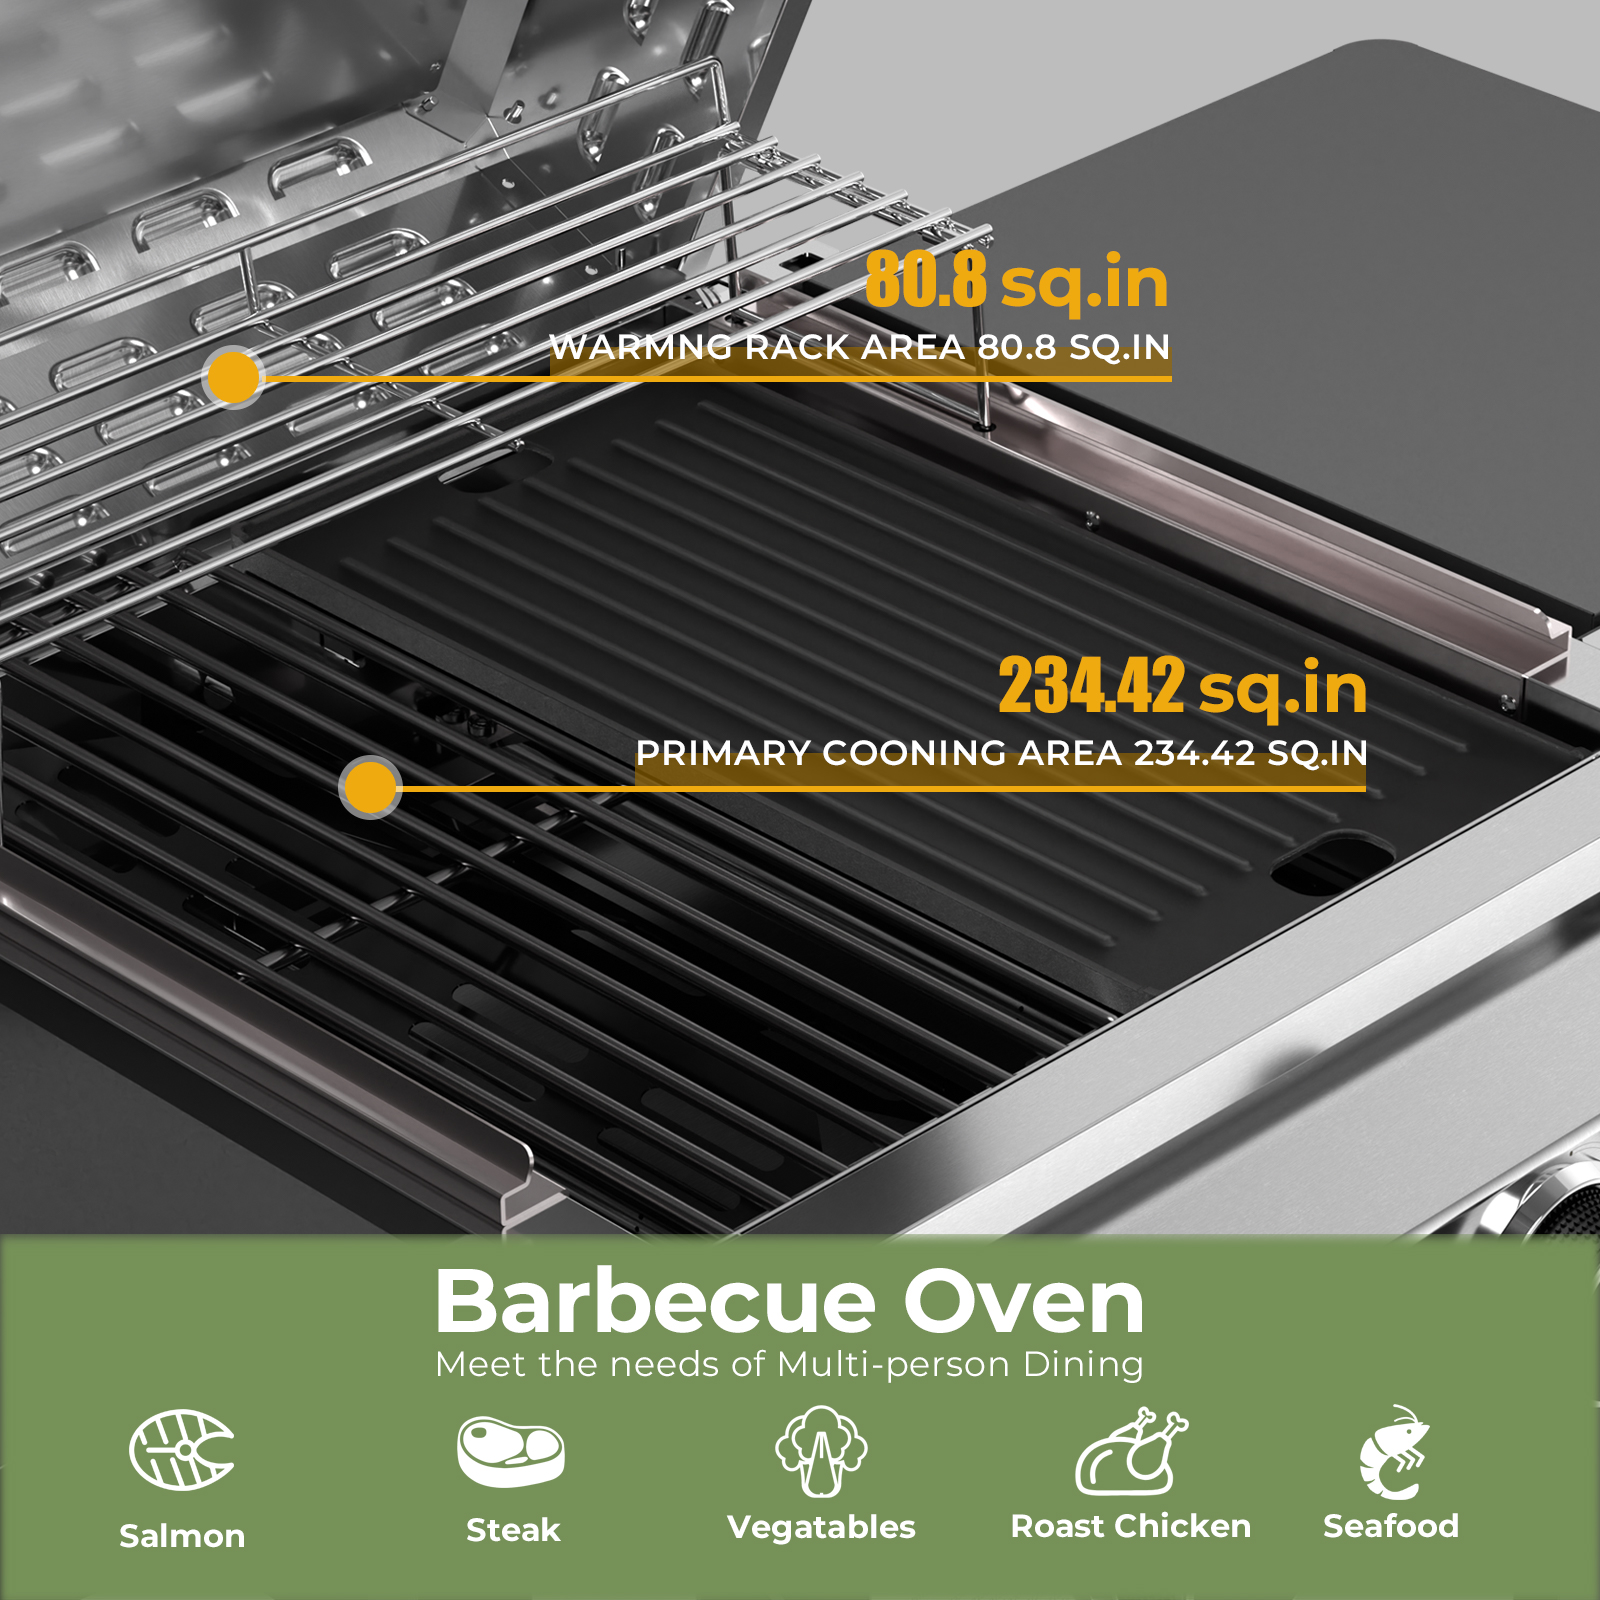 80.8 sq.in
WARMNG RACK AREA 80.8 SQ.IN
234.42 sq.in
PRIMARY COONING AREA 234.42 SQ.IN
Barbecue Oven
Meet the needs of Multi-person Dining
Salmon
Steak
Vegatables
Roast Chicken
Seafood